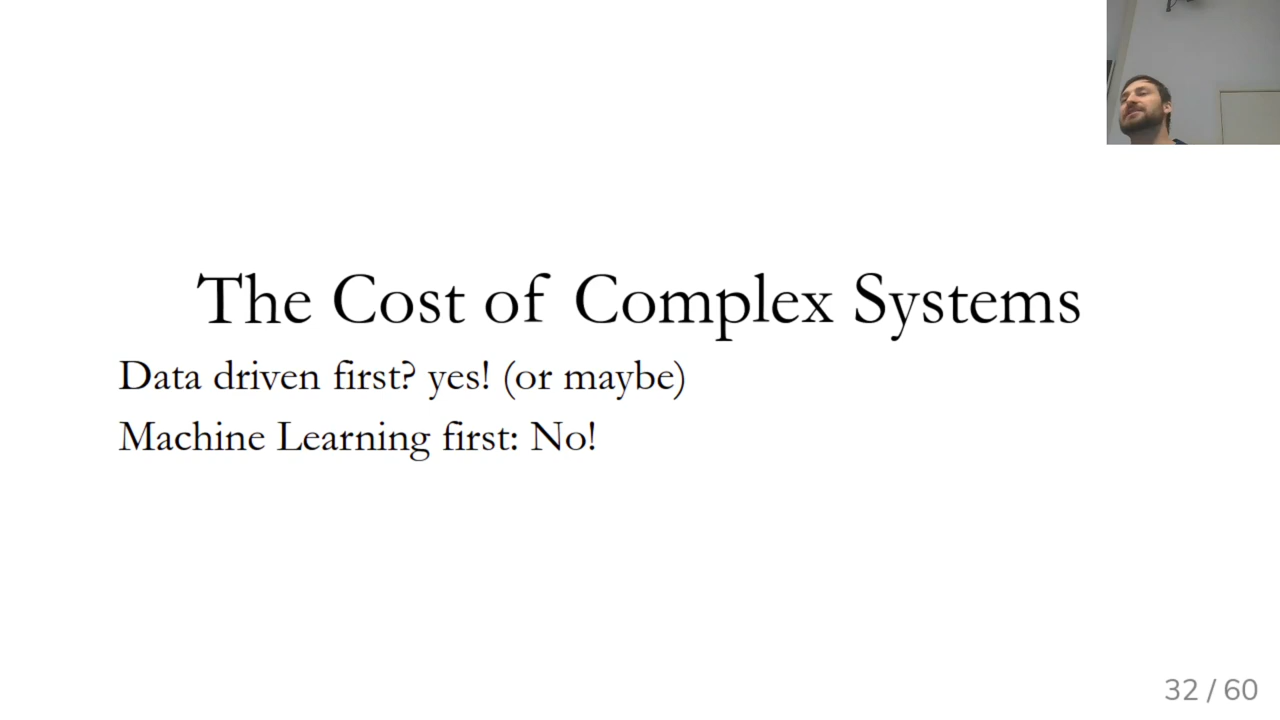 The Cost of Complex Systems
Data driven first? yes! (or maybe)
Machine Learning first: No!
32 / 60